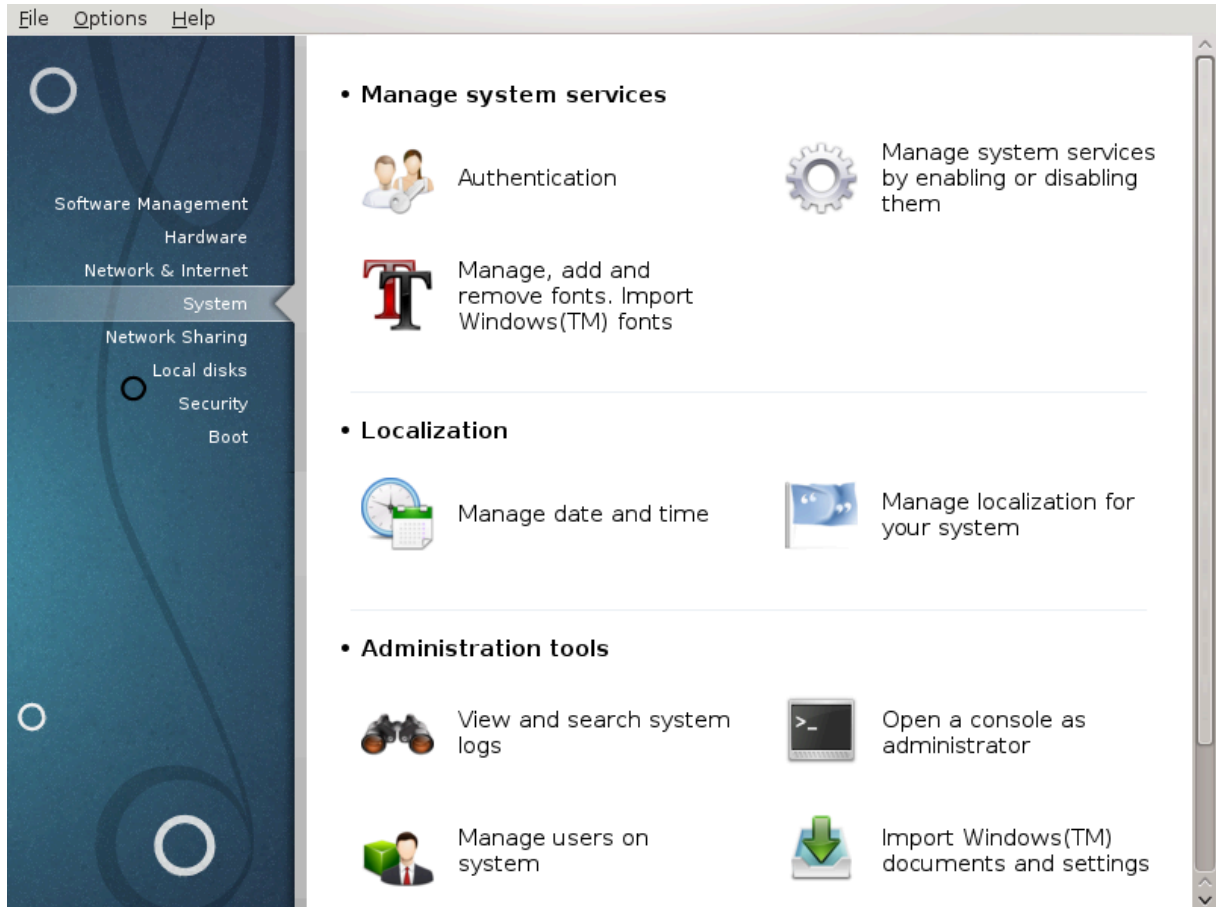 File Options Help
Software Management
Hardware
Network & Internet
System
Network Sharing
Local disks
Security
Boot
• Manage system services
Authentication
Manage system services
by enabling or disabling
them
Manage, add and
remove fonts. Import
Windows(TM) fonts
• Localization
Manage date and time
Manage localization for
your system
• Administration tools
View and search system
logs
Open a console as
administrator
Manage users on
system
Import Windows(TM)
documents and settings